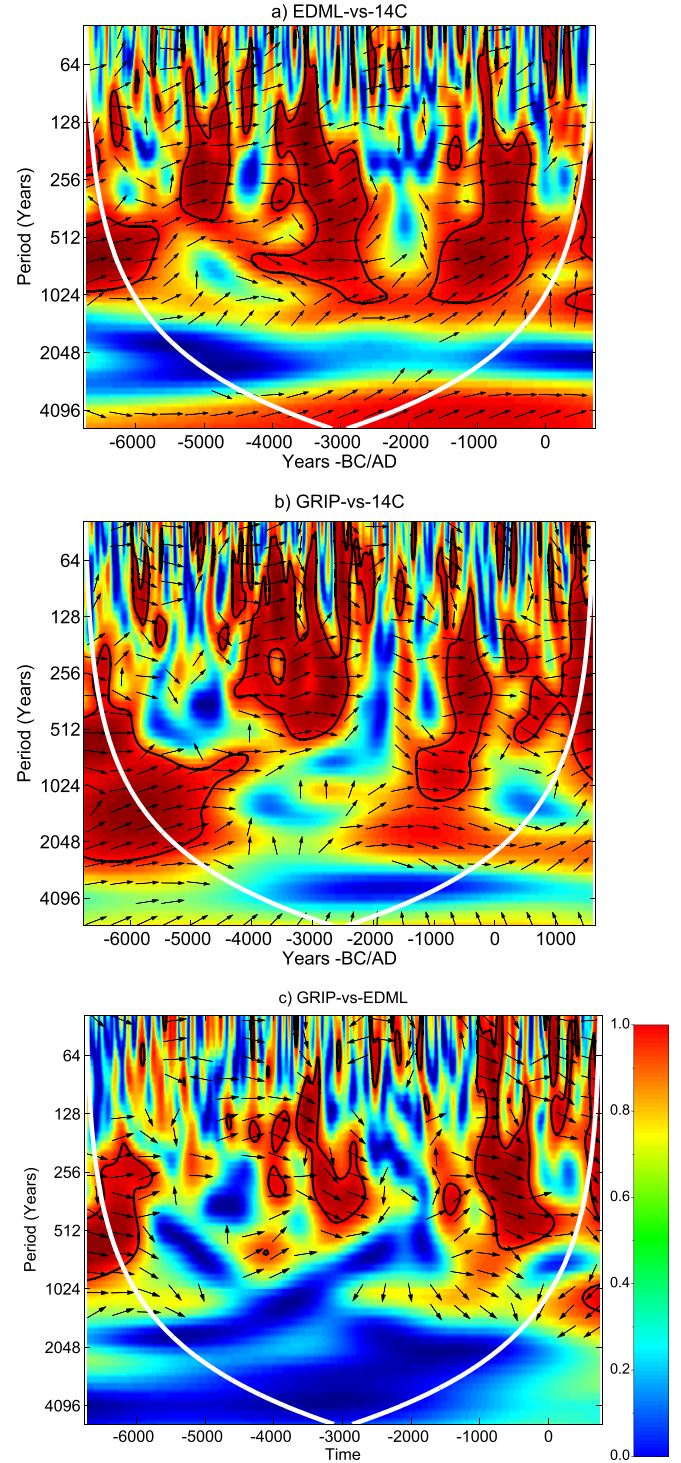 a) EDML-vs-14C
64
128
256
512
1024
2048
4096
Period (Years)
-6000 -5000 -4000 -3000 -2000 -1000 0
Years -BC/AD
b) GRIP-vs-14C
64
128
256
512
1024
2048
4096
Period (Years)
-6000 -5000 -4000 -3000 -2000 -1000 0 1000
Years -BC/AD
c) GRIP-vs-EDML
64
128
256
512
1024
2048
4096
Period (Years)
-6000 -5000 -4000 -3000 -2000 -1000 0
Time
1.0
0.8
0.6
0.4
0.2
0.0